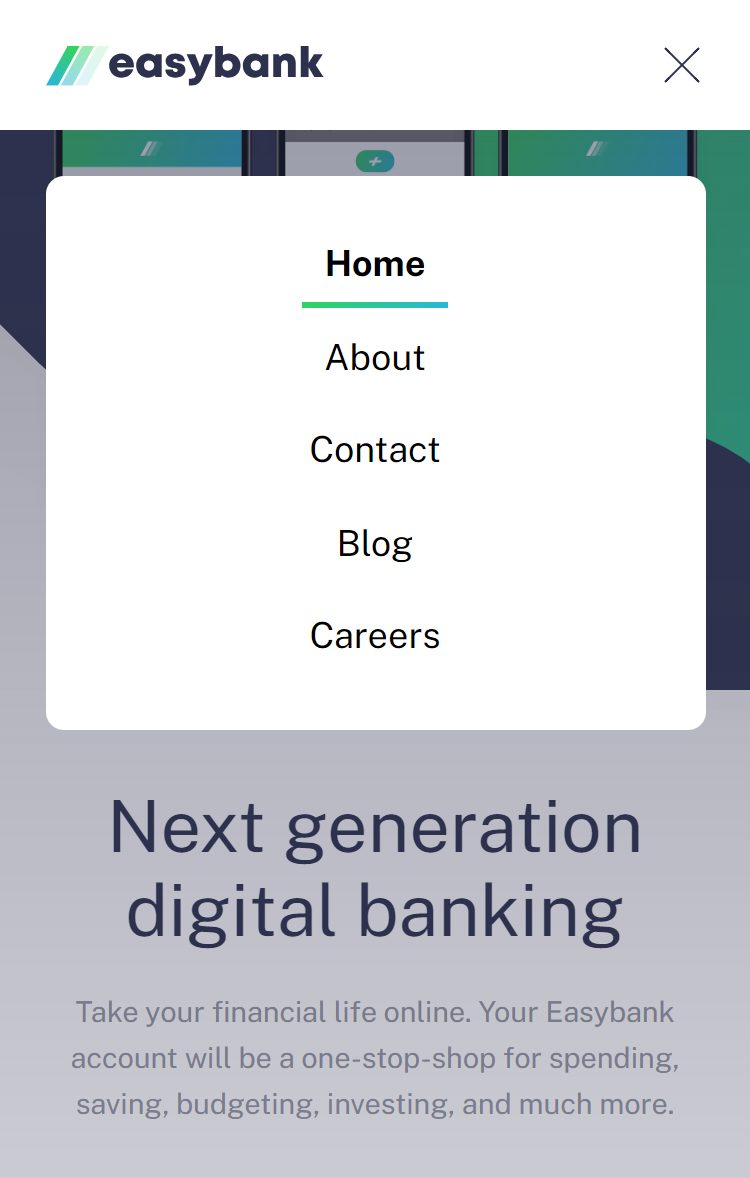 easybank
Home
About
Contact
Blog
Careers
Next generation
digital banking
Take your financial life online. Your Easybank
account will be a one-stop-shop for spending,
saving, budgeting, investing, and much more.